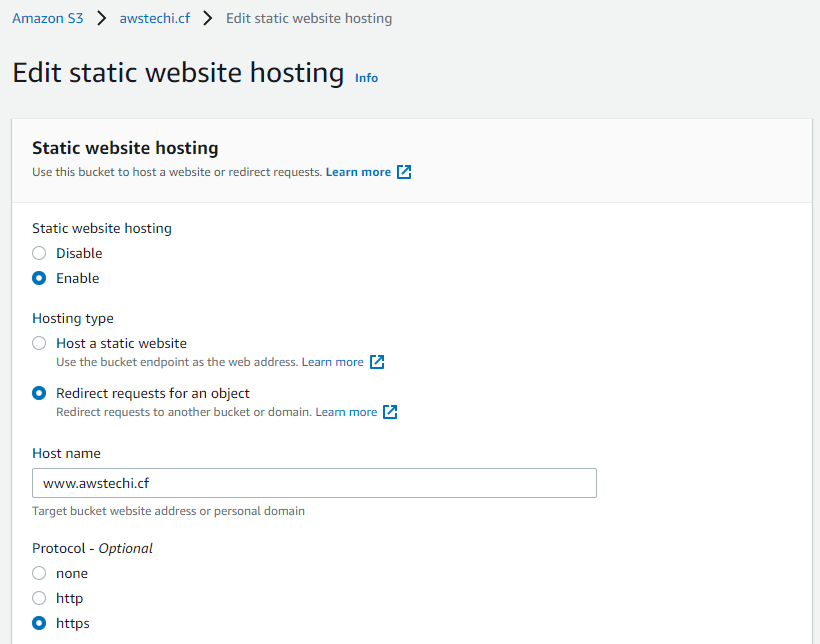 Amazon S3 > awstechi.cf > Edit static website hosting
Edit static website hosting Info
Static website hosting
Use this bucket to host a website or redirect requests. Learn more
Static website hosting
Disable
Enable
Hosting type
Host a static website
Use the bucket endpoint as the web address. Learn more
Redirect requests for an object
Redirect requests to another bucket or domain. Learn more
Host name
www.awstechi.cf
Target bucket website address or personal domain
Protocol - Optional
none
http
https